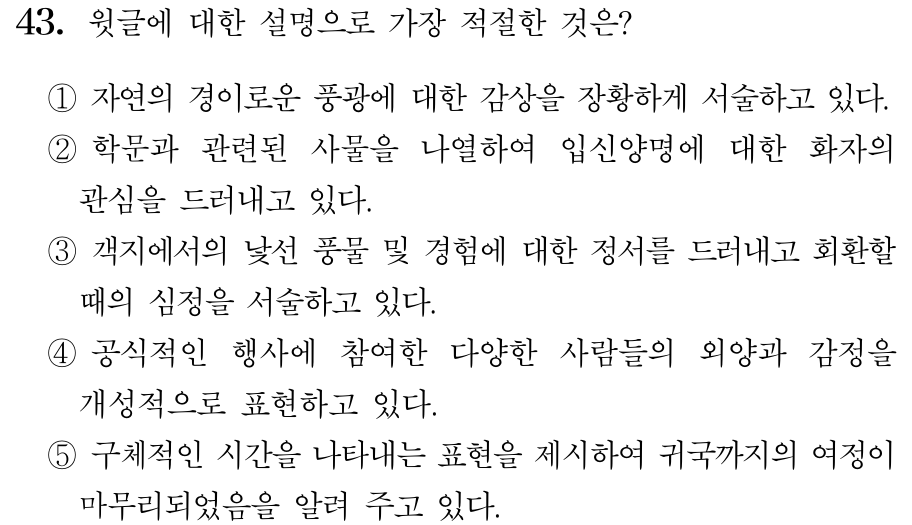 43. 윗글에 대한 설명으로 가장 적절한 것은?
① 자연의 경이로운 풍광에 대한 감상을 장황하게 서술하고 있다.
② 학문과 관련된 사물을 나열하여 입신양명에 대한 화자의
관심을 드러내고 있다.
③ 객지에서의 낯선 풍물 및 경험에 대한 정서를 드러내고 회환할
때의 심정을 서술하고 있다.
④ 공식적인 행사에 참여한 다양한 사람들의 외양과 감정을
개성적으로 표현하고 있다.
⑤ 구체적인 시간을 나타내는 표현을 제시하여 귀국까지의 여정이
마무리되었음을 알려 주고 있다.